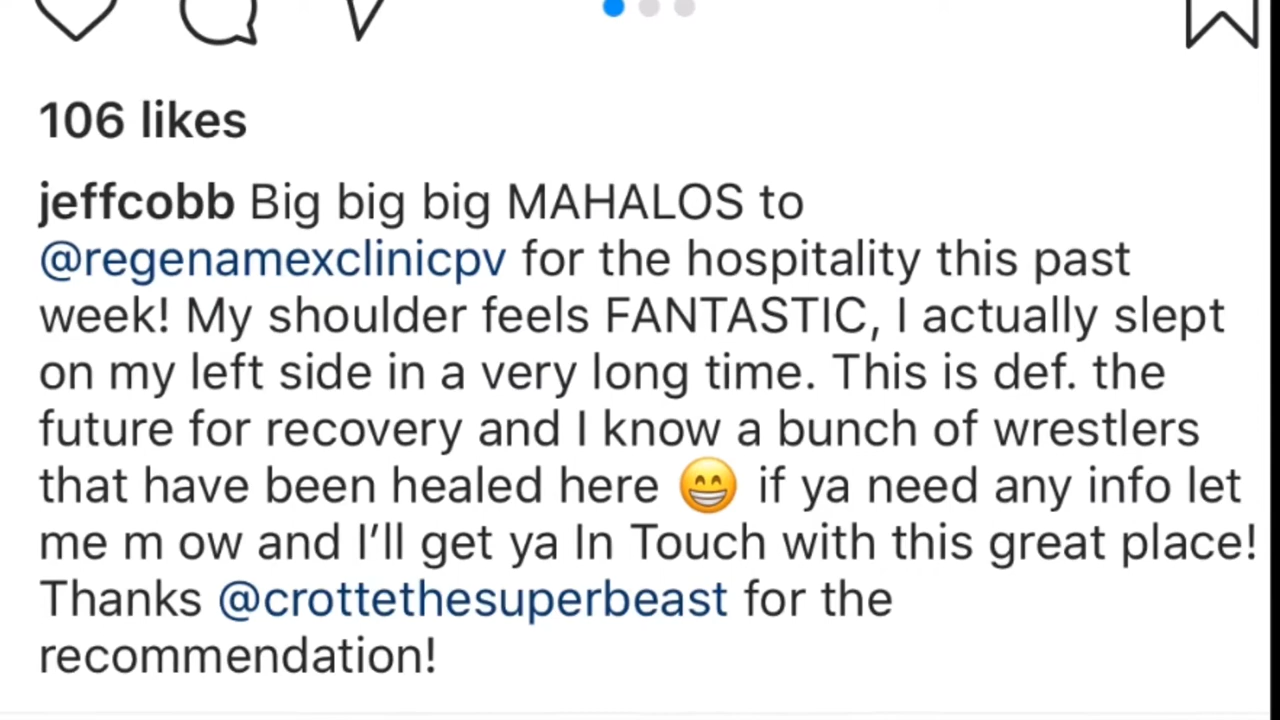 106 likes
jeffcobb Big big big MAHALOS to
@regenamexclinicpv for the hospitality this past
week! My shoulder feels FANTASTIC, I actually slept
on my left side in a very long time. This is def. the
future for recovery and I know a bunch of wrestlers
that have been healed here 😁 if ya need any info let
me m ow and I’ll get ya In Touch with this great place!
Thanks @crottethesuperbeast for the
recommendation!